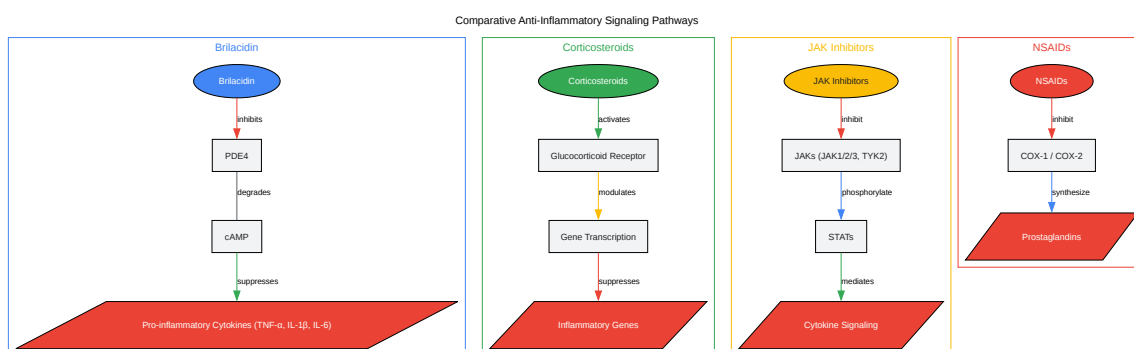 Comparative Anti-Inflammatory Signaling Pathways
Brilacidin
Brilacidin
inhibits
PDE4
degrades
cAMP
suppresses
Pro-inflammatory Cytokines (TNF-α, IL-1β, IL-6)
Corticosteroids
Corticosteroids
activates
Glucocorticoid Receptor
modulates
Gene Transcription
suppresses
Inflammatory Genes
JAK Inhibitors
JAK Inhibitors
inhibit
JAKs (JAK1/2/3, TYK2)
phosphorylate
STATs
mediates
Cytokine Signaling
NSAIDs
NSAIDs
inhibit
COX-1 / COX-2
synthesize
Prostaglandins